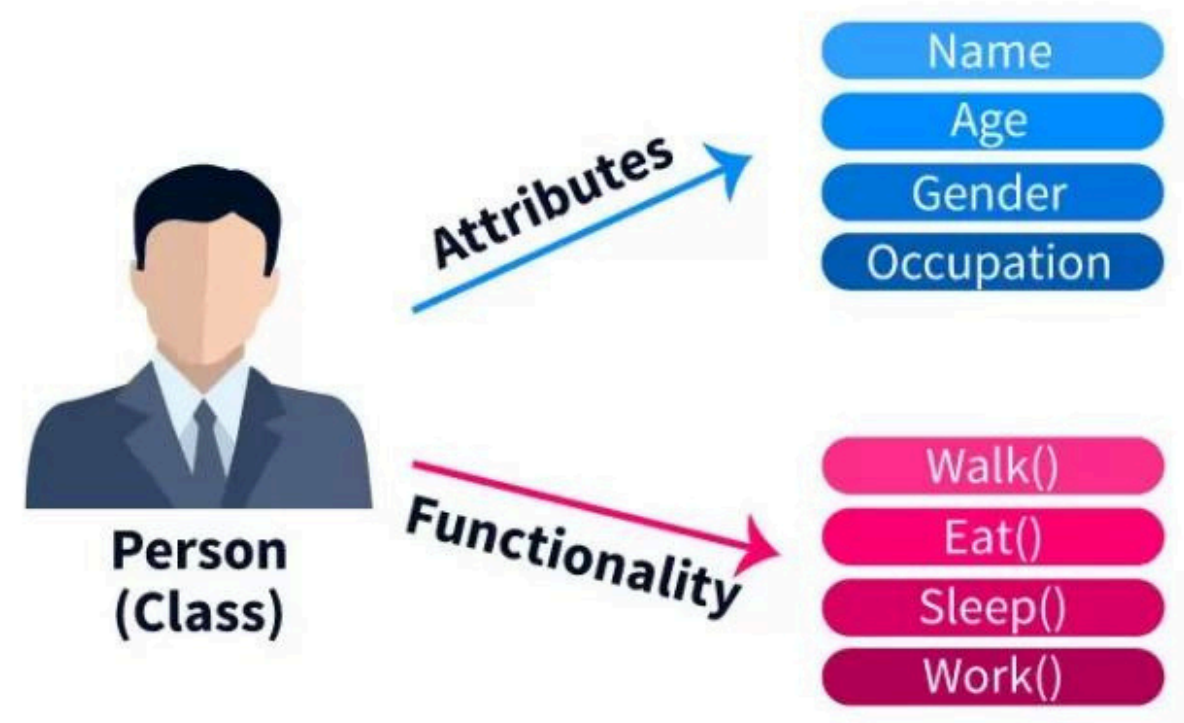 Person
(Class)
Attributes
Name
Age
Gender
Occupation
Functionality
Walk()
Eat()
Sleep()
Work()